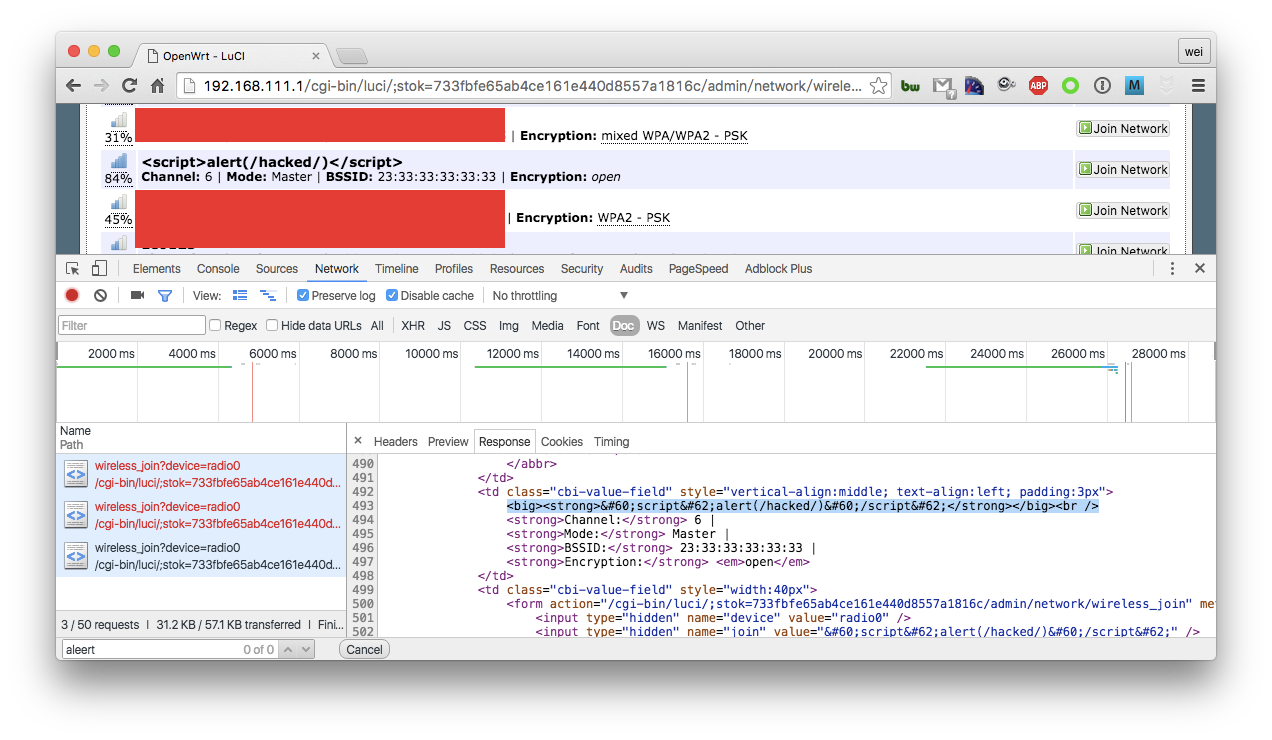 OpenWrt - LuCI
wei
192.168.111.1/cgi-bin/luci/;stok=733fbfe65ab4ce161e440d8557a1816c/admin/network/wirele...
bw
ABP
M
31%
| Encryption: mixed WPA/WPA2 - PSK
Join Network
<script>alert(/hacked/)</script>
84%
Channel: 6 | Mode: Master | BSSID: 23:33:33:33:33:33 | Encryption: open
Join Network
45%
| Encryption: WPA2 - PSK
Join Network
Join Network
Elements Console Sources Network Timeline Profiles Resources Security Audits PageSpeed Adblock Plus
View: Preserve log Disable cache No throttling
Filter Regex Hide data URLs All XHR JS CSS Img Media Font Doc WS Manifest Other
2000 ms 4000 ms 6000 ms 8000 ms 10000 ms 12000 ms 14000 ms 16000 ms 18000 ms 20000 ms 22000 ms 24000 ms 26000 ms 28000 ms
Name
Path
wireless_join?device=radio0
/cgi-bin/luci/;stok=733fbfe65ab4ce161e440d...
wireless_join?device=radio0
/cgi-bin/luci/;stok=733fbfe65ab4ce161e440d...
wireless_join?device=radio0
/cgi-bin/luci/;stok=733fbfe65ab4ce161e440d...
3 / 50 requests | 31.2 KB / 57.1 KB transferred | Fini...
× Headers Preview Response Cookies Timing
490 </abbr>
491 </td>
492 <td class="cbi-value-field" style="vertical-align:middle; text-align:left; padding:3px">
493 <big><strong>&#60;script&#62;alert(/hacked/)&#60;/script&#62;</strong></big><br />
494 <strong>Channel:</strong> 6 |
495 <strong>Mode:</strong> Master |
496 <strong>BSSID:</strong> 23:33:33:33:33:33 |
497 <strong>Encryption:</strong> <em>open</em>
498 </td>
499 <td class="cbi-value-field" style="width:40px">
500 <form action="/cgi-bin/luci/;stok=733fbfe65ab4ce161e440d8557a1816c/admin/network/wireless_join" met
501 <input type="hidden" name="device" value="radio0" />
502 <input type="hidden" name="join" value="&#60;script&#62;alert(/hacked/)&#60;/script&#62;" />
aleert 0 of 0 Cancel